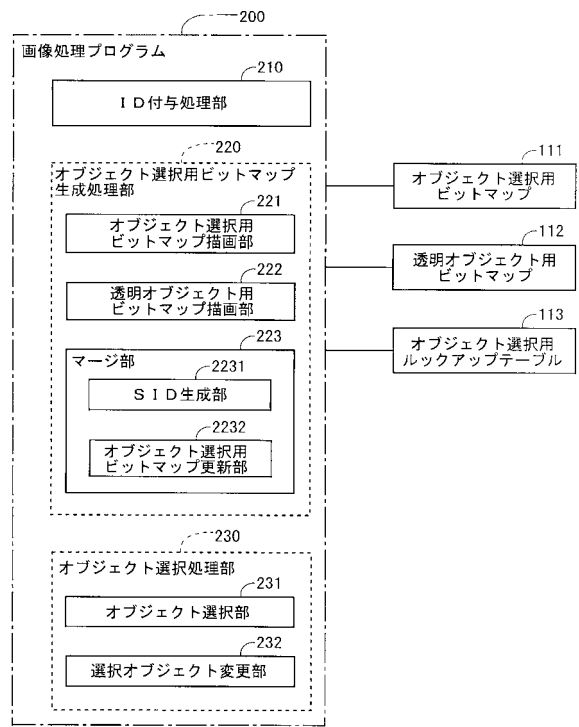 200
画像処理プログラム
210
ＩＤ付与処理部
220
オブジェクト選択用ビットマップ
生成処理部
221
オブジェクト選択用
ビットマップ描画部
222
透明オブジェクト用
ビットマップ描画部
223
マージ部
2231
ＳＩＤ生成部
2232
オブジェクト選択用
ビットマップ更新部
230
オブジェクト選択処理部
231
オブジェクト選択部
232
選択オブジェクト変更部
111
オブジェクト選択用
ビットマップ
112
透明オブジェクト用
ビットマップ
113
オブジェクト選択用
ルックアップテーブル